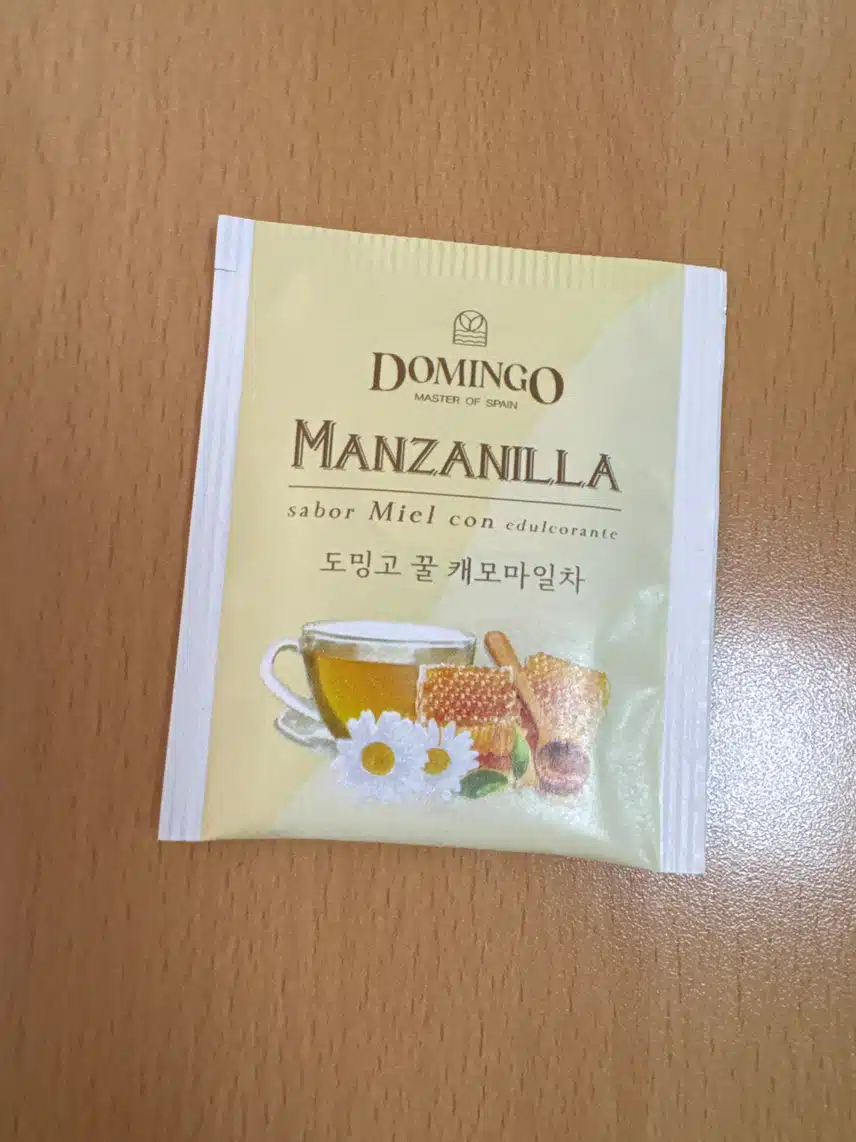 DOMINGO
MASTER OF SPAIN
MANZANILLA
sabor Miel con edulcorante
도밍고 꿀 캐모마일차